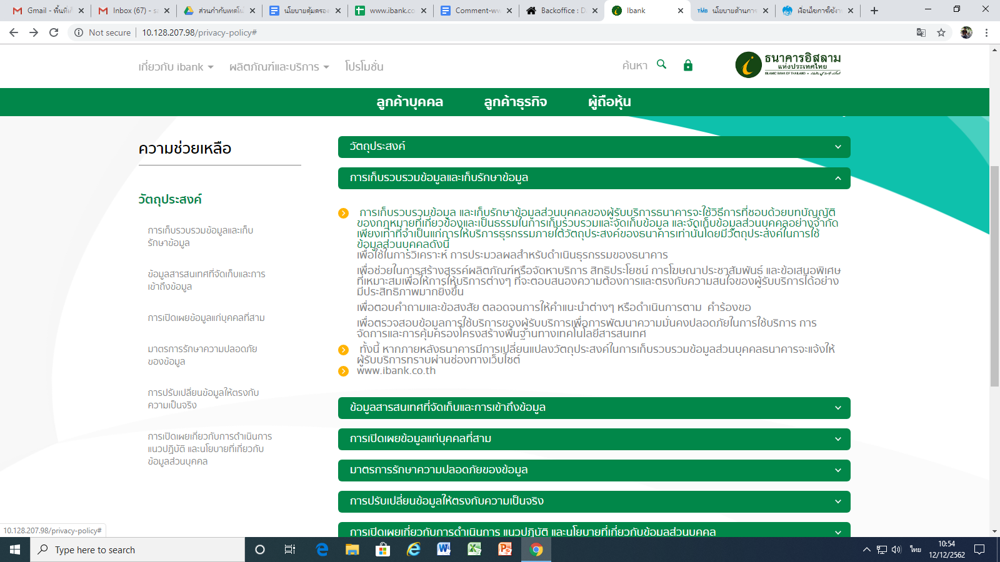 Gmail - พื้นที่เก็
Inbox (67) - sa
ส่วนกำกับเทคโน
นโยบายคุ้มครอง
www.ibank.co
Comment-ww
Backoffice : D
Ibank
TMB นโยบายด้านการ
เงื่อนไขการใช้งา
Not secure 10.128.207.98/privacy-policy#
เกี่ยวกับ ibank
ผลิตภัณฑ์และบริการ
โปรโมชั่น
ค้นหา
ธนาคารอิสลาม
แห่งประเทศไทย
ISLAMIC BANK OF THAILAND
ลูกค้าบุคคล
ลูกค้าธุรกิจ
ผู้ถือหุ้น
ความช่วยเหลือ
วัตถุประสงค์
การเก็บรวบรวมข้อมูลและเก็บ
รักษาข้อมูล
ข้อมูลสารสนเทศที่จัดเก็บและการ
เข้าถึงข้อมูล
การเปิดเผยข้อมูลแก่บุคคลที่สาม
มาตรการรักษาความปลอดภัย
ของข้อมูล
การปรับเปลี่ยนข้อมูลให้ตรงกับ
ความเป็นจริง
การเปิดเผยเกี่ยวกับการดำเนินการ
แนวปฏิบัติ และนโยบายที่เกี่ยวกับ
ข้อมูลส่วนบุคคล
วัตถุประสงค์
การเก็บรวบรวมข้อมูลและเก็บรักษาข้อมูล
การเก็บรวบรวมข้อมูล และเก็บรักษาข้อมูลส่วนบุคคลของผู้รับบริการธนาคารจะใช้วิธีการที่ชอบด้วยบทบัญญัติ
ของกฎหมายที่เกี่ยวข้องและเป็นธรรมในการเก็บรวบรวมและจัดเก็บข้อมูล และจัดเก็บข้อมูลส่วนบุคคลอย่างจำกัด
เพียงเท่าที่จำเป็นแก่การให้บริการธุรกรรมภายใต้วัตถุประสงค์ของธนาคารเท่านั้นโดยมีวัตถุประสงค์ในการใช้
ข้อมูลส่วนบุคคลดังนี้
เพื่อใช้ในการวิเคราะห์ การประมวลผลสำหรับดำเนินธุรกรรมของธนาคาร
เพื่อช่วยในการสร้างสรรค์ผลิตภัณฑ์หรือจัดหาบริการ สิทธิประโยชน์ การโฆษณาประชาสัมพันธ์ และข้อเสนอพิเศษ
ที่เหมาะสมเพื่อให้การให้บริการต่างๆ ที่จะตอบสนองความต้องการและตรงกับความสนใจของผู้รับบริการได้อย่าง
มีประสิทธิภาพมากยิ่งขึ้น
เพื่อตอบคำถามและข้อสงสัย ตลอดจนการให้คำแนะนำต่างๆ หรือดำเนินการตาม คำร้องขอ
เพื่อตรวจสอบข้อมูลการใช้บริการของผู้รับบริการเพื่อการพัฒนาความมั่นคงปลอดภัยในการใช้บริการ การ
จัดการและการคุ้มครองโครงสร้างพื้นฐานทางเทคโนโลยีสารสนเทศ
ทั้งนี้ หากภายหลังธนาคารมีการเปลี่ยนแปลงวัตถุประสงค์ในการเก็บรวบรวมข้อมูลส่วนบุคคลธนาคารจะแจ้งให้
ผู้รับบริการทราบผ่านช่องทางเว็บไซต์
www.ibank.co.th
ข้อมูลสารสนเทศที่จัดเก็บและการเข้าถึงข้อมูล
การเปิดเผยข้อมูลแก่บุคคลที่สาม
มาตรการรักษาความปลอดภัยของข้อมูล
การปรับเปลี่ยนข้อมูลให้ตรงกับความเป็นจริง
การเปิดเผยเกี่ยวกับการดำเนินการ แนวปฏิบัติ และนโยบายที่เกี่ยวกับข้อมูลส่วนบุคคล
10.128.207.98/privacy-policy#
Type here to search
ไทย
10:54
12/12/2562